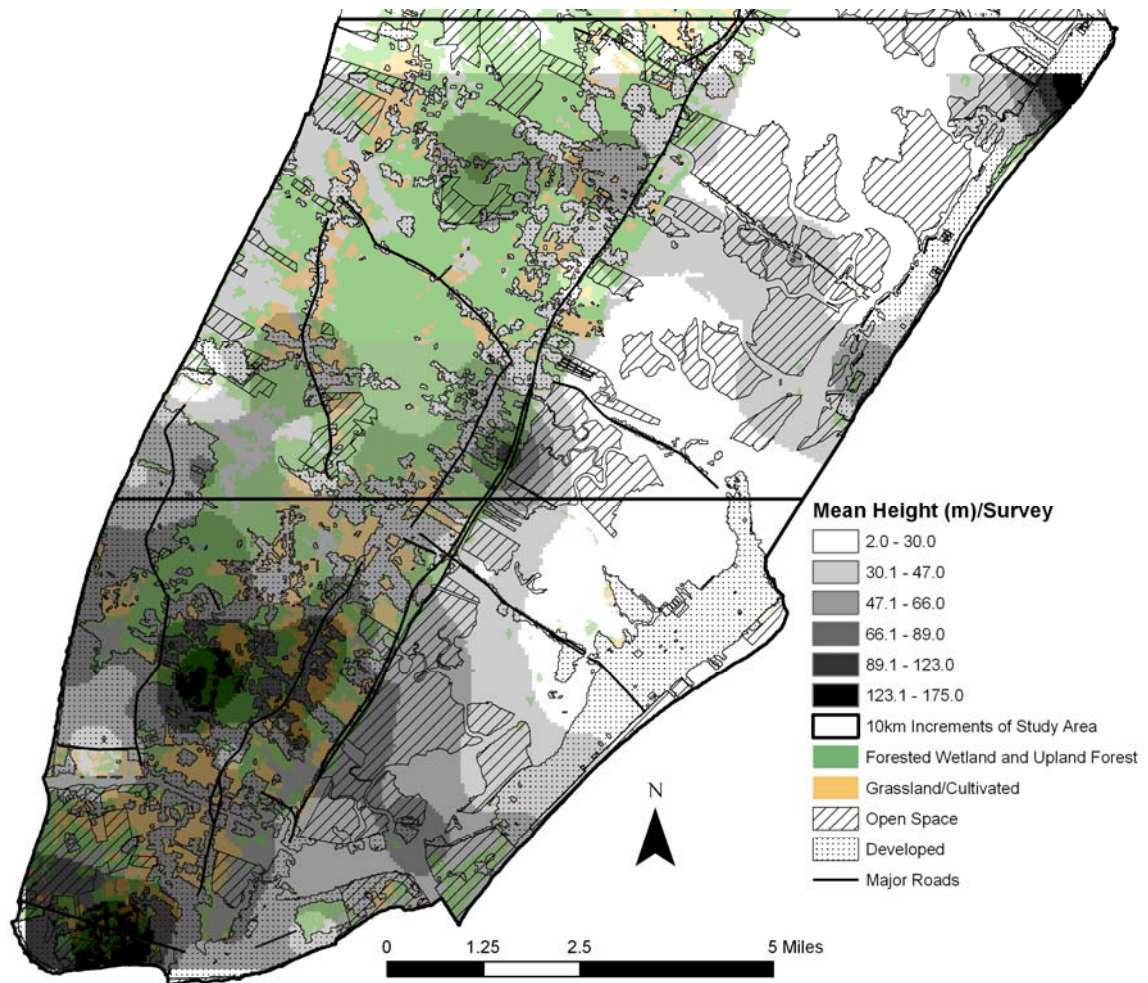 Mean Height (m)/Survey
2.0 - 30.0
30.1 - 47.0
47.1 - 66.0
66.1 - 89.0
89.1 - 123.0
123.1 - 175.0
10km Increments of Study Area
Forested Wetland and Upland Forest
Grassland/Cultivated
Open Space
Developed
Major Roads
N
0 1.25 2.5 5 Miles